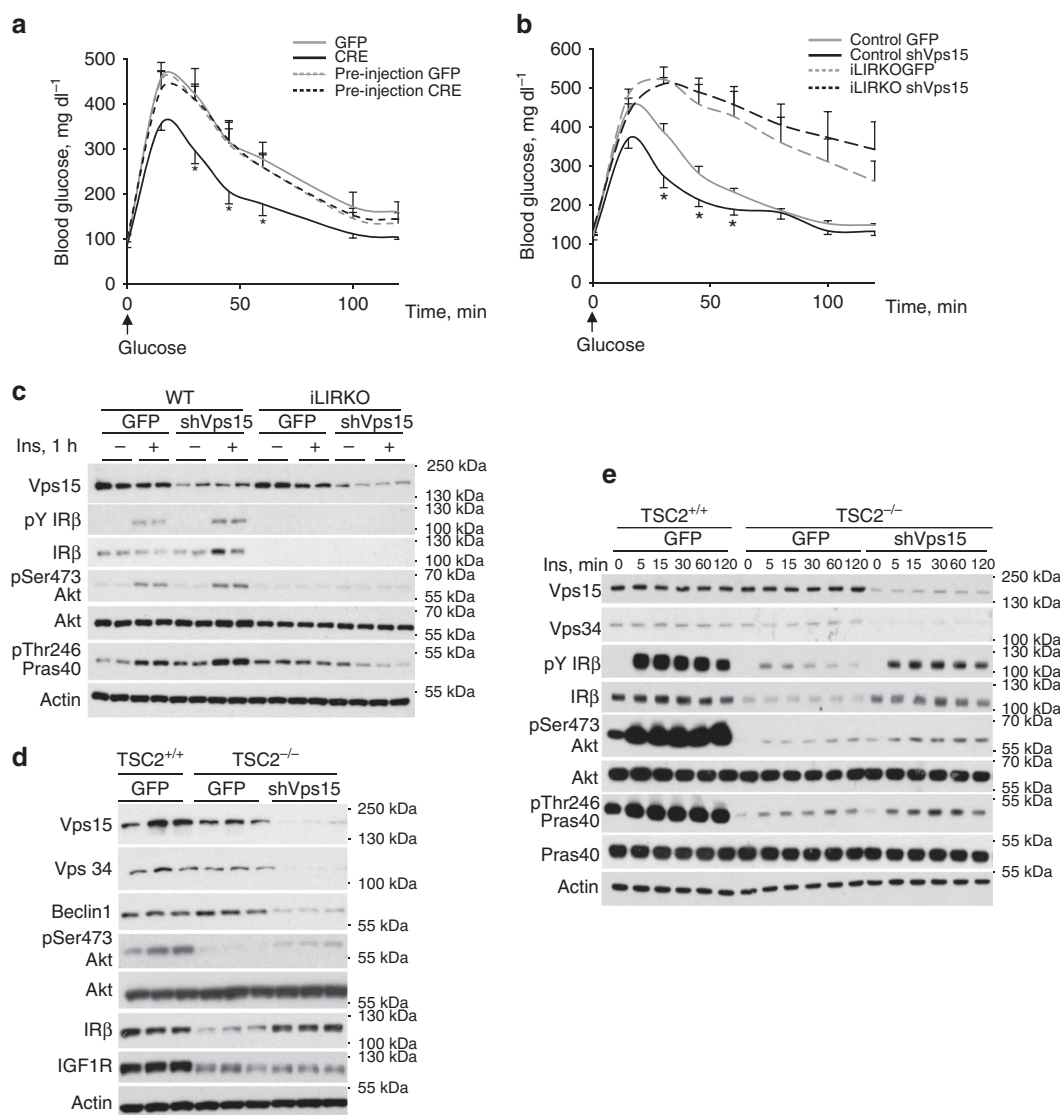 a
GFP
CRE
Pre-injection GFP
Pre-injection CRE
Blood glucose, mg dl⁻¹
500
400
300
200
100
0
*
*
*
0
50
100
Time, min
Glucose
b
Control GFP
Control shVps15
iLIRKOGFP
iLIRKO shVps15
Blood glucose, mg dl⁻¹
600
500
400
300
200
100
0
*
*
*
0
50
100
Time, min
Glucose
c
WT
iLIRKO
GFP shVps15 GFP shVps15
Ins, 1 h – + – + – + – +
250 kDa
Vps15
130 kDa
130 kDa
pY IRβ
100 kDa
130 kDa
IRβ
100 kDa
pSer473
Akt
70 kDa
55 kDa
70 kDa
Akt
55 kDa
pThr246
Pras40
55 kDa
Actin
d
TSC2⁺/⁺ TSC2⁻/⁻
GFP GFP shVps15
250 kDa
Vps15
130 kDa
Vps 34
100 kDa
Beclin1
55 kDa
pSer473
Akt
55 kDa
Akt
55 kDa
130 kDa
IRβ
100 kDa
130 kDa
IGF1R
55 kDa
Actin
e
TSC2⁺/⁺ TSC2⁻/⁻
GFP GFP shVps15
Ins, min 0 5 15 30 60 120 0 5 15 30 60 120 0 5 15 30 60 120
250 kDa
Vps15
130 kDa
Vps34
100 kDa
130 kDa
pY IRβ
100 kDa
130 kDa
IRβ
100 kDa
pSer473
Akt
70 kDa
55 kDa
70 kDa
Akt
55 kDa
pThr246
Pras40
55 kDa
55 kDa
Pras40
55 kDa
Actin